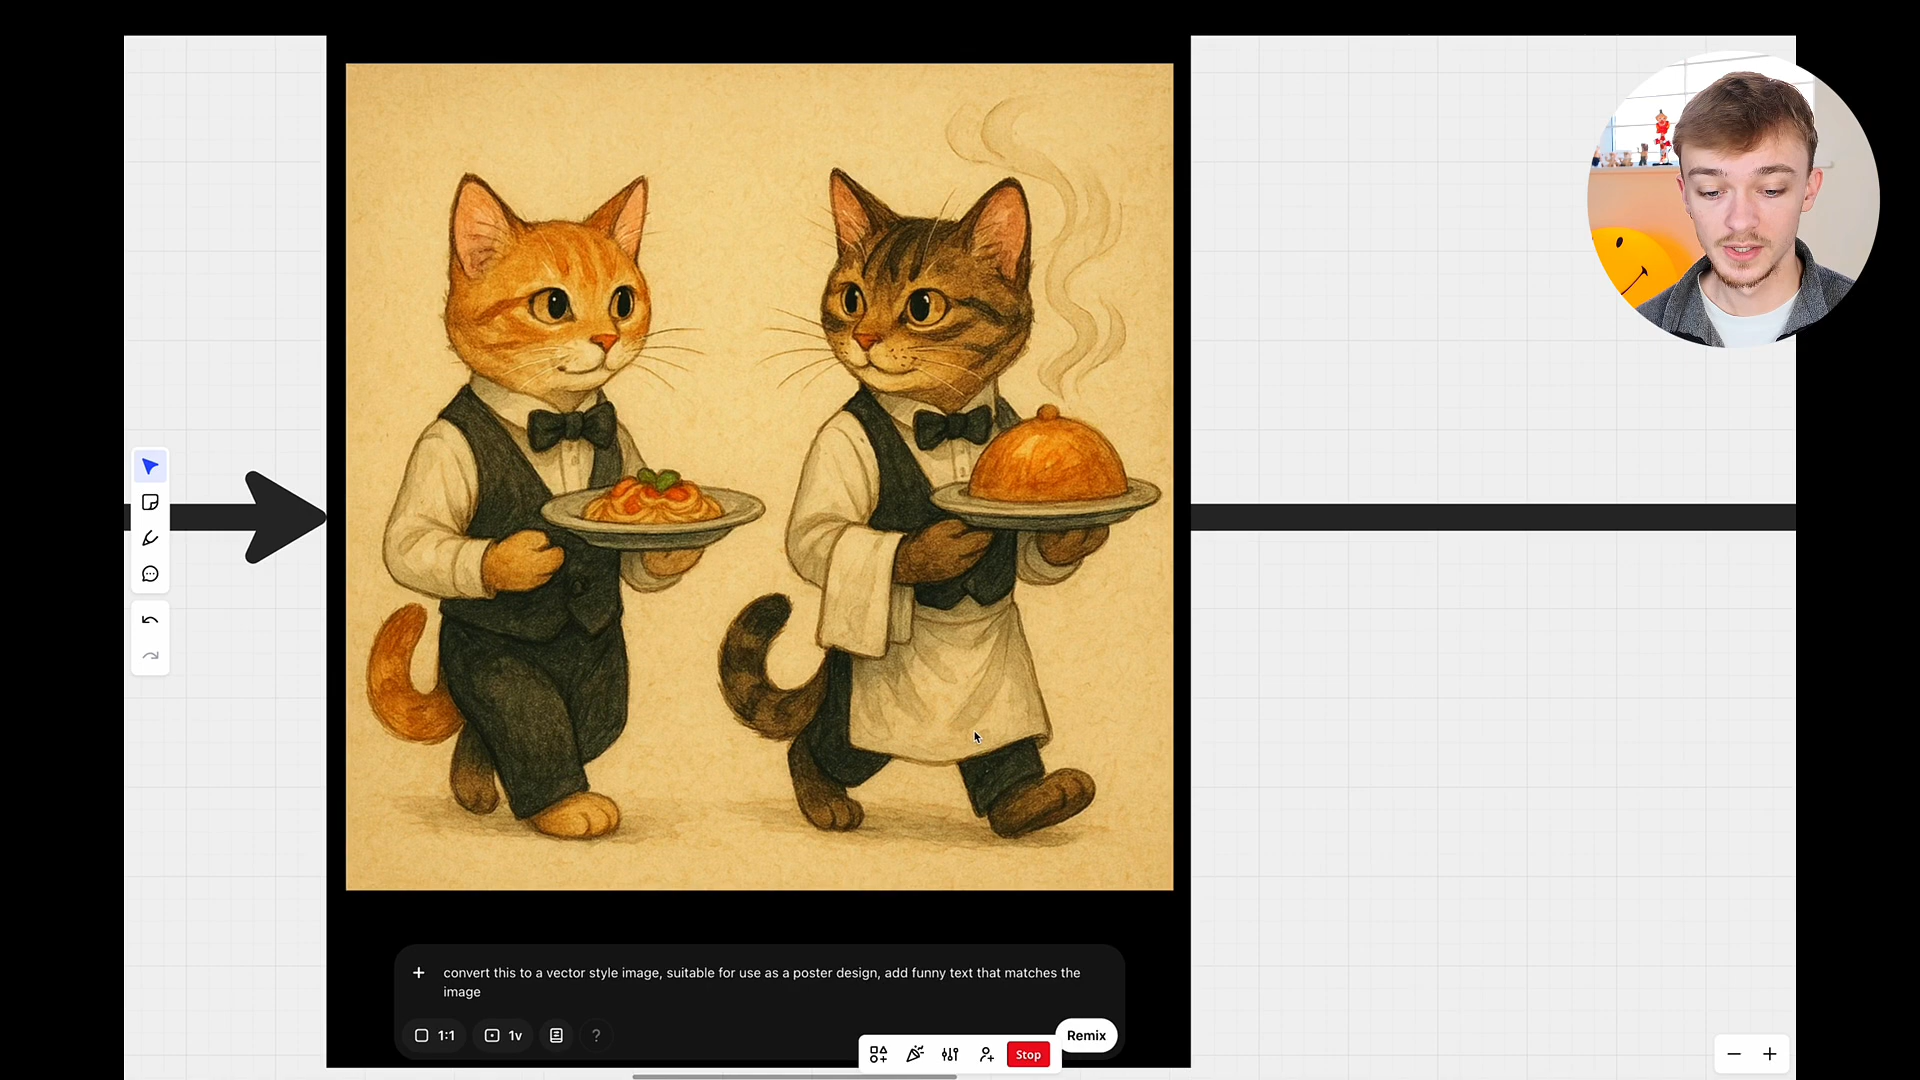 convert this to a vector style image, suitable for use as a poster design, add funny text that matches the
image
1:1
1v
?
Remix
Stop